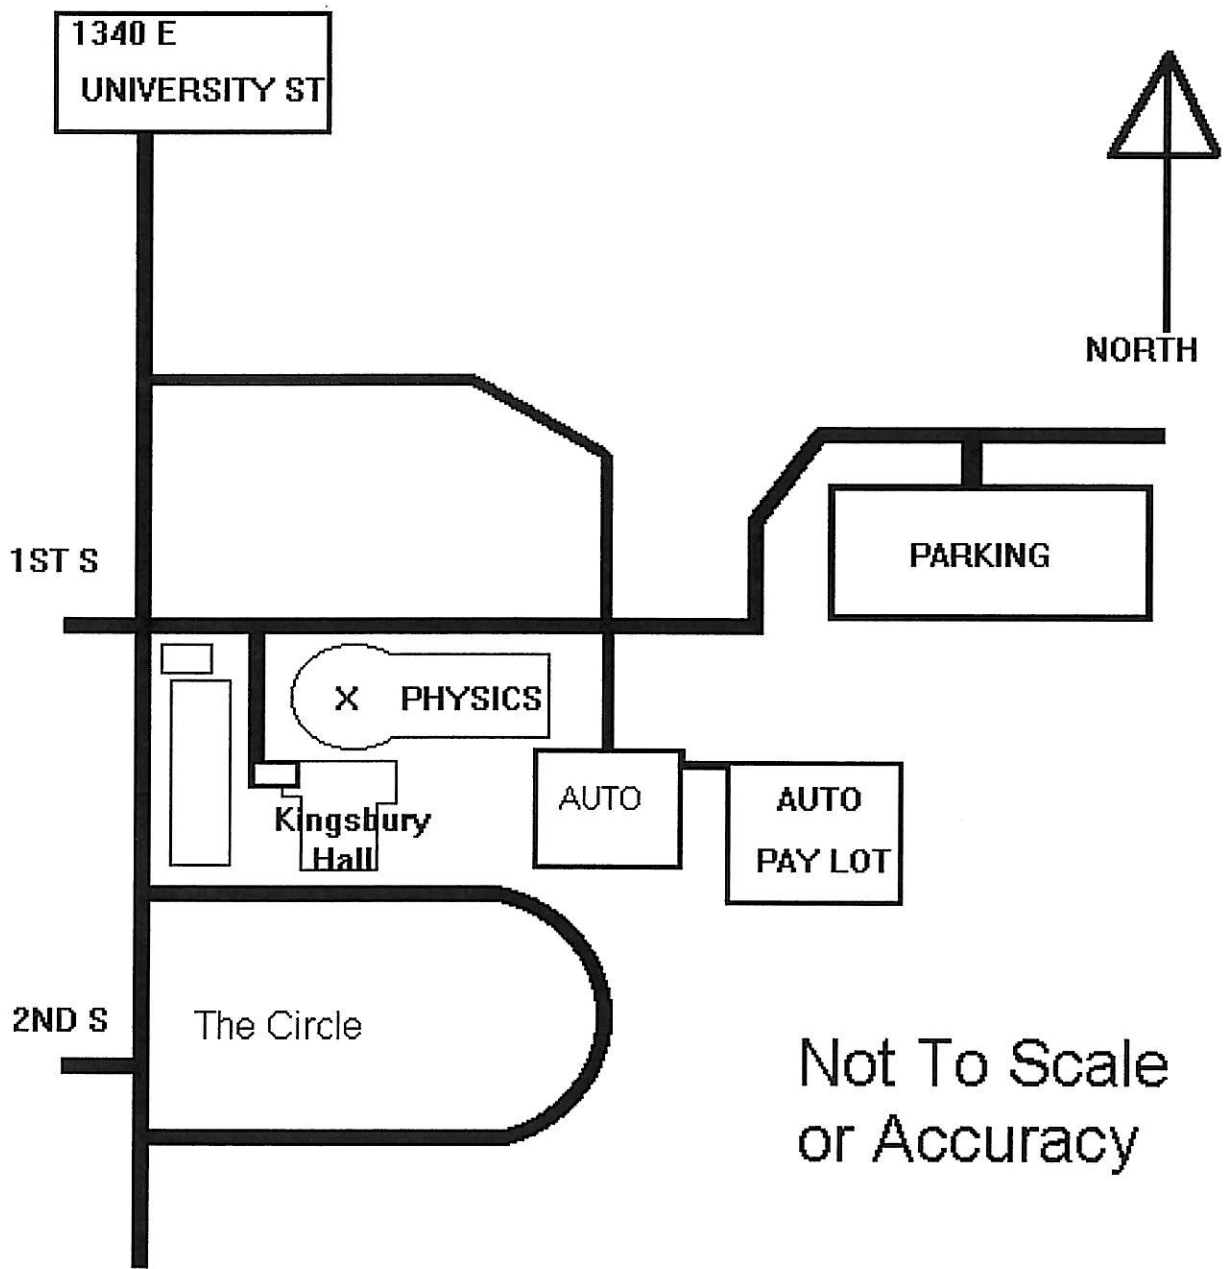 1340 E
UNIVERSITY ST
NORTH
1ST S
PARKING
X PHYSICS
AUTO
AUTO
PAY LOT
Kingsbury
Hall
2ND S
The Circle
Not To Scale
or Accuracy